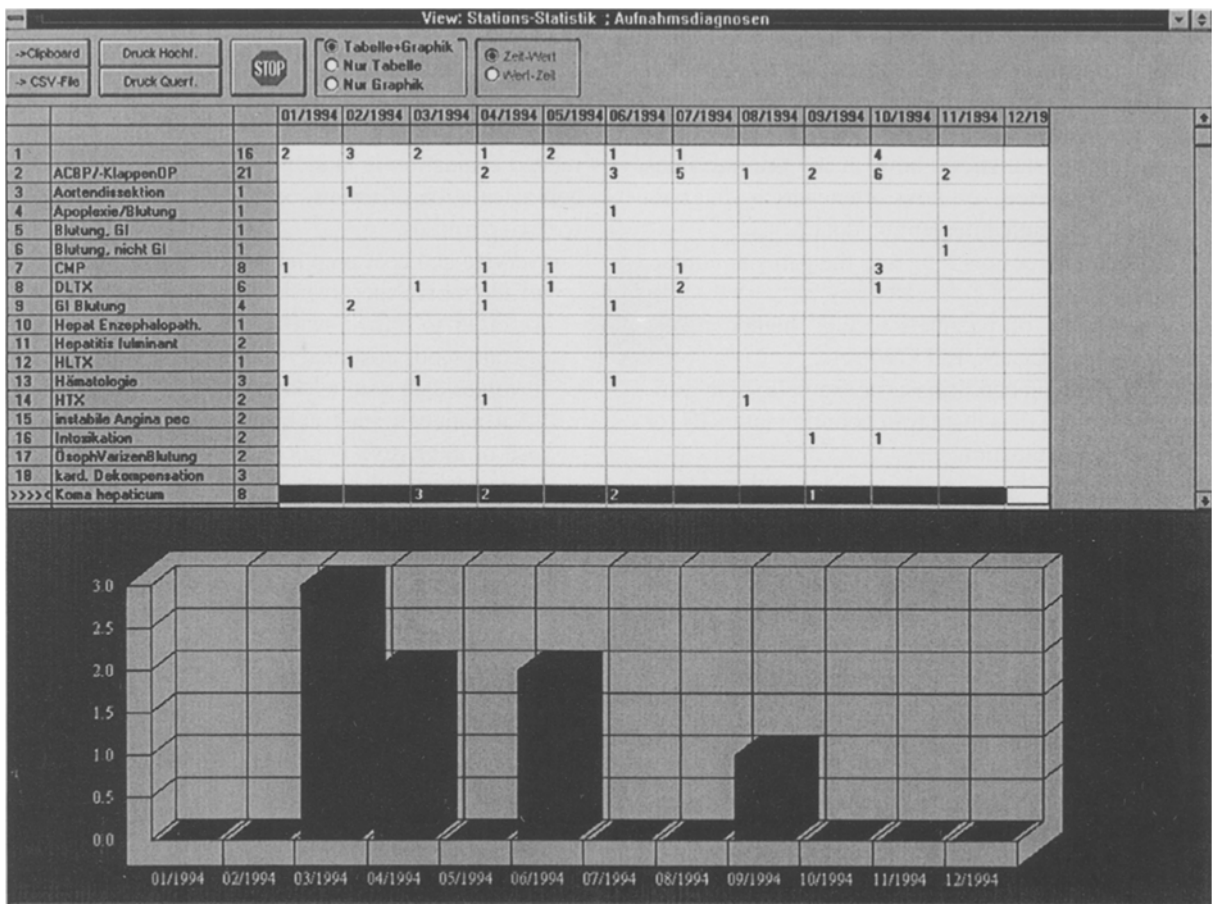 View: Stations-Statistik ; Aufnahmsdiagnosen
->Clipboard Druck Hochf. STOP Tabelle+Graphik Zeit-Wert
-> CSV-File Druck Querf. Nur Tabelle Wert-Zeit
Nur Graphik
01/1994 02/1994 03/1994 04/1994 05/1994 06/1994 07/1994 08/1994 09/1994 10/1994 11/1994 12/19
1 16 2 3 2 1 2 1 1 4
2 ACBP/-KlappenOP 21 2 3 5 1 2 6 2
3 Aortendissektion 1 1
4 Apoplexie/Blutung 1 1
5 Blutung, GI 1 1
6 Blutung, nicht GI 1 1
7 CMP 8 1 1 1 1 1 3
8 DLTX 6 1 1 1 2 1
9 GI Blutung 4 2 1 1
10 Hepat Enzephalopath. 1
11 Hepatitis fulminant 2
12 HLTX 1 1
13 Hämatologie 3 1 1 1
14 HTX 2 1 1
15 instabile Angina pec 2
16 Intoxikation 2 1 1
17 ÖsophVarizenBlutung 2
18 kard. Dekompensation 3
>>>>< Koma hepaticum 8 3 2 2 1
3.0
2.5
2.0
1.5
1.0
0.5
0.0
01/1994 02/1994 03/1994 04/1994 05/1994 06/1994 07/1994 08/1994 09/1994 10/1994 11/1994 12/1994